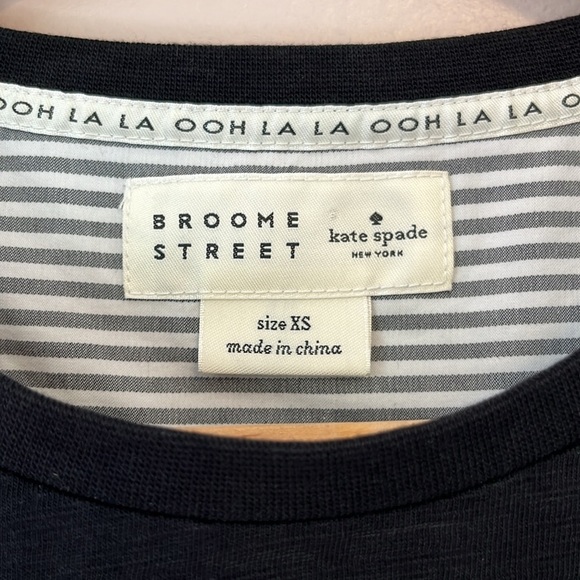 OOH LA LA OOH LA LA OOH LA LA O
BROOME
STREET
kate spade
NEW YORK
size XS
made in china